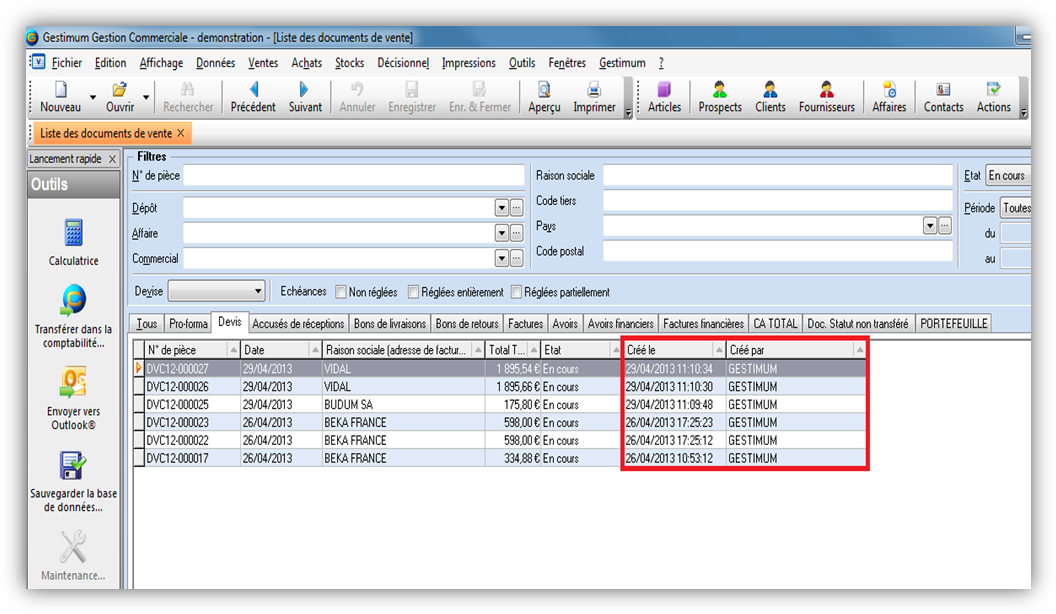 Gestimum Gestion Commerciale - demonstration - [Liste des documents de vente]
Fichier Edition Affichage Données Ventes Achats Stocks Décisionnel Impressions Outils Fenêtres Gestimum ?
Nouveau Ouvrir Rechercher Précédent Suivant Annuler Enregistrer Enr. & Fermer Aperçu Imprimer Articles Prospects Clients Fournisseurs Affaires Contacts Actions
Liste des documents de vente X
Lancement rapide X
Outils
Calculatrice
Transférer dans la
comptabilité...
Envoyer vers
Outlook®
Sauvegarder la base
de données...
Maintenance...
Filtres
N° de pièce
Dépôt
Affaire
Commercial
Raison sociale
Code tiers
Pays
Code postal
Etat En cours
Période Toutes
du
au
Devise Echéances Non réglées Réglées entièrement Réglées partiellement
Tous Pro-forma Devis Accusés de réceptions Bons de livraisons Bons de retours Factures Avoirs Avoirs financiers Factures financières CA TOTAL Doc. Statut non transféré PORTEFEUILLE
N° de pièce Date Raison sociale (adresse de factur... Total T... Etat Créé le Créé par
DVC12-000027 29/04/2013 VIDAL 1 895,54 € En cours 29/04/2013 11:10:34 GESTIMUM
DVC12-000026 29/04/2013 VIDAL 1 895,66 € En cours 29/04/2013 11:10:30 GESTIMUM
DVC12-000025 29/04/2013 BUDUM SA 175,80 € En cours 29/04/2013 11:09:48 GESTIMUM
DVC12-000023 26/04/2013 BEKA FRANCE 598,00 € En cours 26/04/2013 17:25:23 GESTIMUM
DVC12-000022 26/04/2013 BEKA FRANCE 598,00 € En cours 26/04/2013 17:25:12 GESTIMUM
DVC12-000017 26/04/2013 BEKA FRANCE 334,88 € En cours 26/04/2013 10:53:12 GESTIMUM